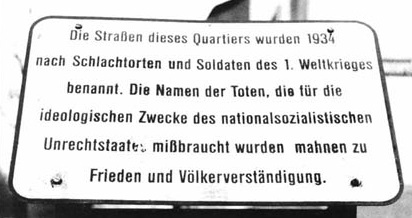 Die Straßen dieses Quartiers wurden 1934
nach Schlachtorten und Soldaten des 1. Weltkrieges
benannt. Die Namen der Toten, die für die
ideologischen Zwecke des nationalsozialistischen
Unrechtstaates mißbraucht wurden mahnen zu
Frieden und Völkerverständigung.